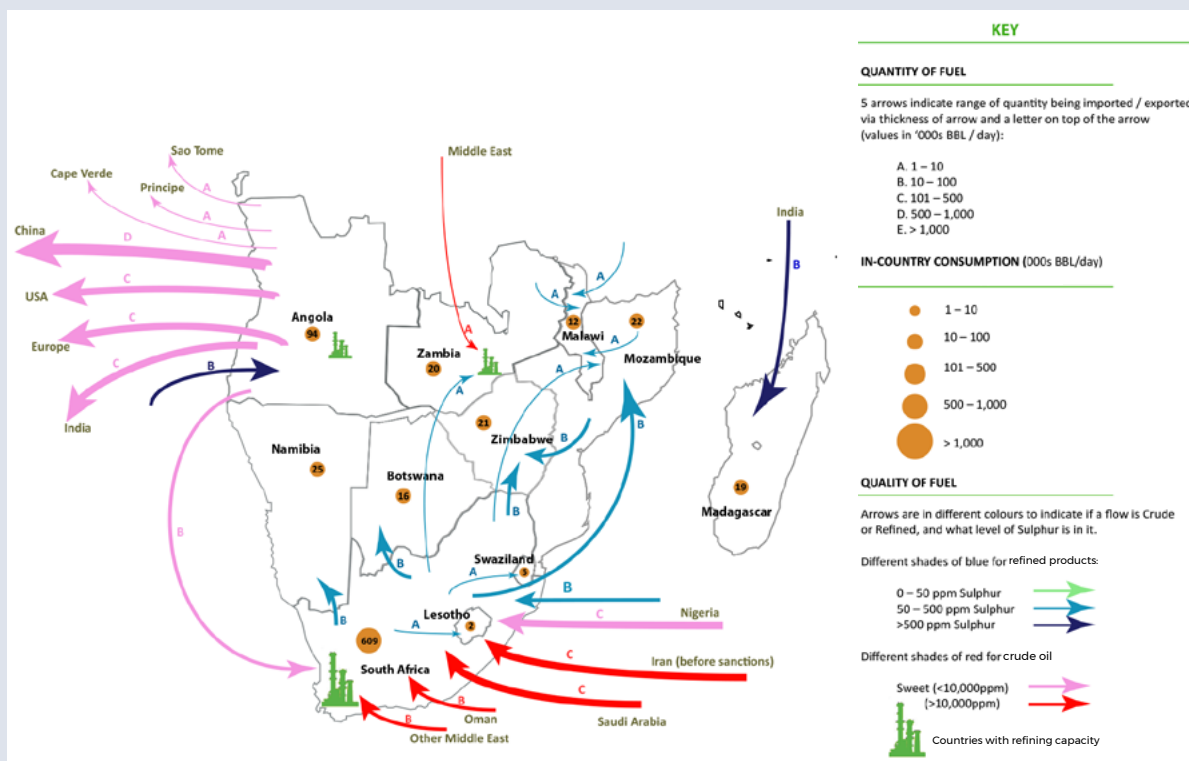 KEY
QUANTITY OF FUEL
5 arrows indicate range of quantity being imported / exported
via thickness of arrow and a letter on top of the arrow
(values in '000s BBL / day):
A. 1 – 10
B. 10 – 100
C. 101 – 500
D. 500 – 1,000
E. > 1,000
IN-COUNTRY CONSUMPTION (000s BBL/day)
1 – 10
10 – 100
101 – 500
500 – 1,000
> 1,000
QUALITY OF FUEL
Arrows are in different colours to indicate if a flow is Crude
or Refined, and what level of Sulphur is in it.
Different shades of blue for refined products:
0 – 50 ppm Sulphur
50 – 500 ppm Sulphur
>500 ppm Sulphur
Different shades of red for crude oil
Sweet (<10,000ppm)
(>10,000ppm)
Countries with refining capacity
Sao Tome
A
Cape Verde
Principe
A
A
China
D
USA
C
Europe
C
C
India
B
B
Middle East
A
India
B
Angola
94
Zambia
20
A
Malawi
12
A
A
Mozambique
22
A
A
Zimbabwe
21
B
B
B
Namibia
25
Botswana
16
B
B
Madagascar
19
Swaziland
5
A
B
Lesotho
2
A
South Africa
609
Nigeria
C
Iran (before sanctions)
C
Saudi Arabia
C
Oman
B
Other Middle East
B